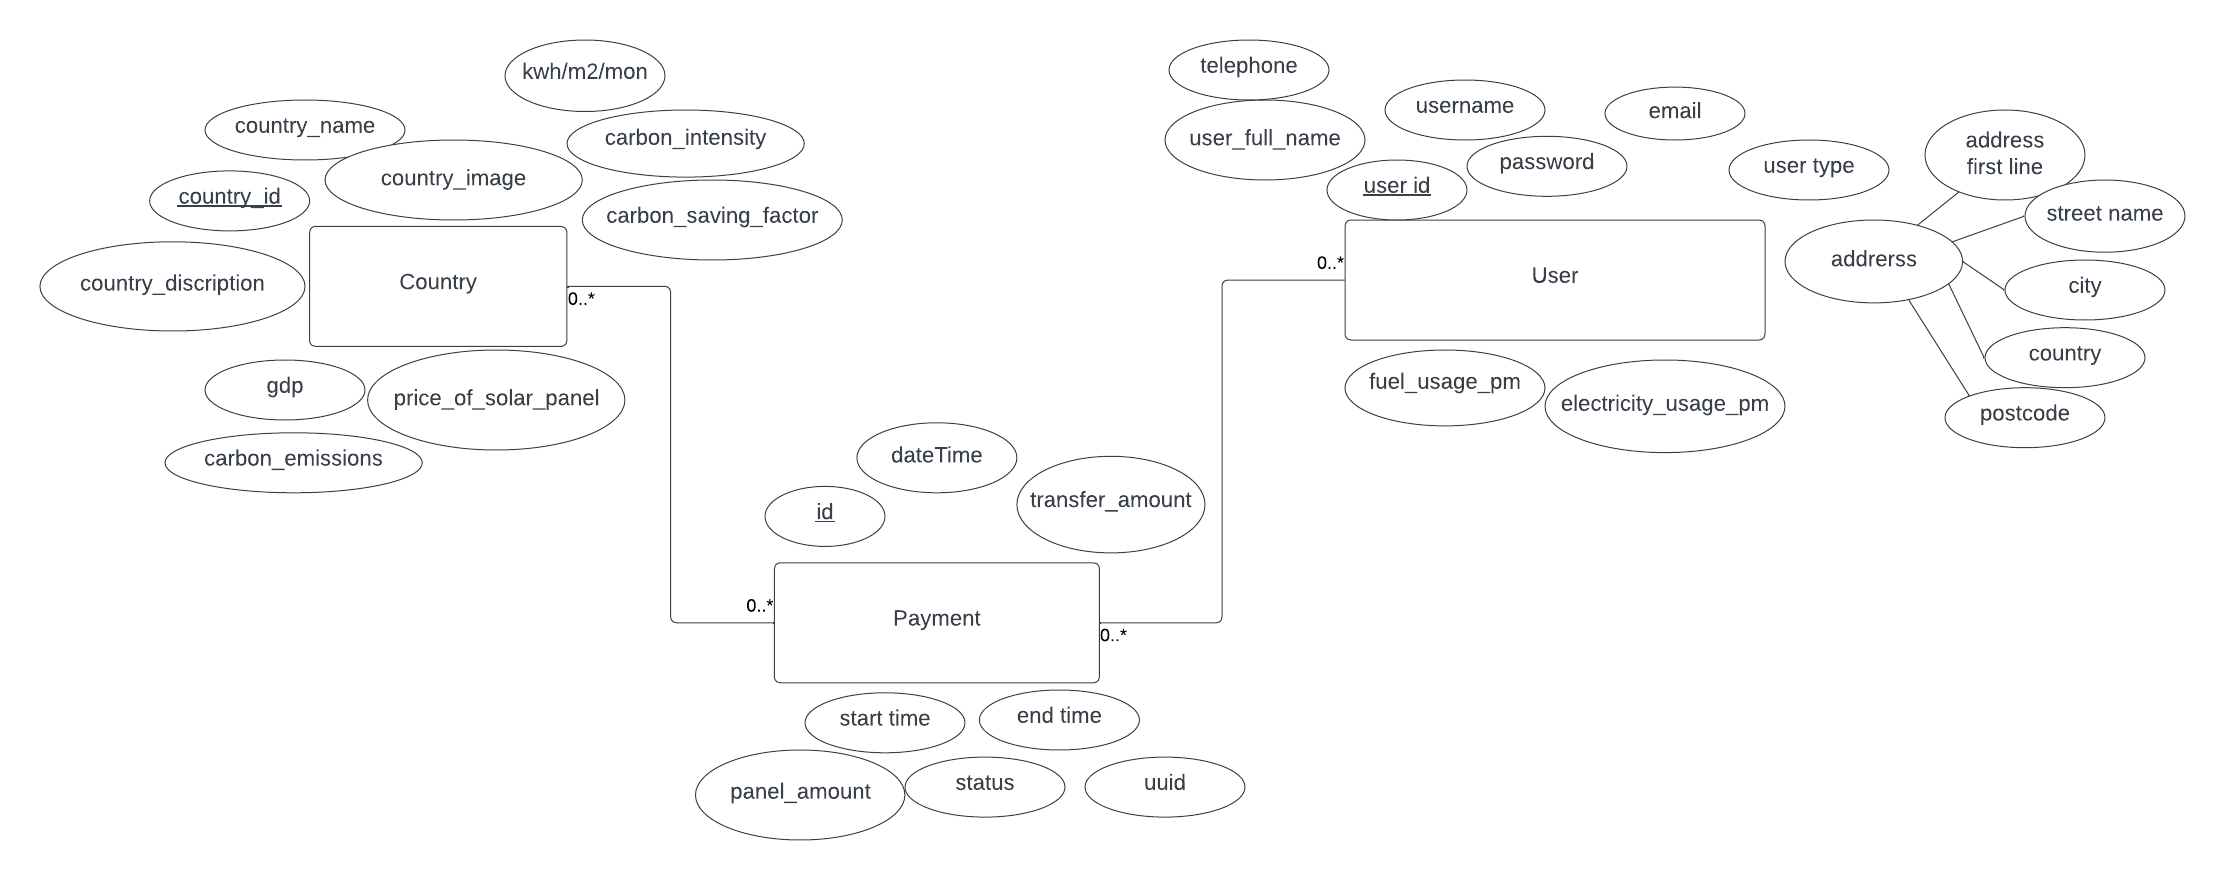 kwh/m2/mon
country_name
carbon_intensity
country_image
country_id
carbon_saving_factor
country_discription
Country
0..*
gdp
price_of_solar_panel
carbon_emissions
telephone
username
email
user_full_name
password
user type
user id
address
first line
street name
addrerss
city
country
postcode
0..*
User
fuel_usage_pm
electricity_usage_pm
dateTime
id
transfer_amount
0..*
Payment
0..*
start time
end time
panel_amount
status
uuid